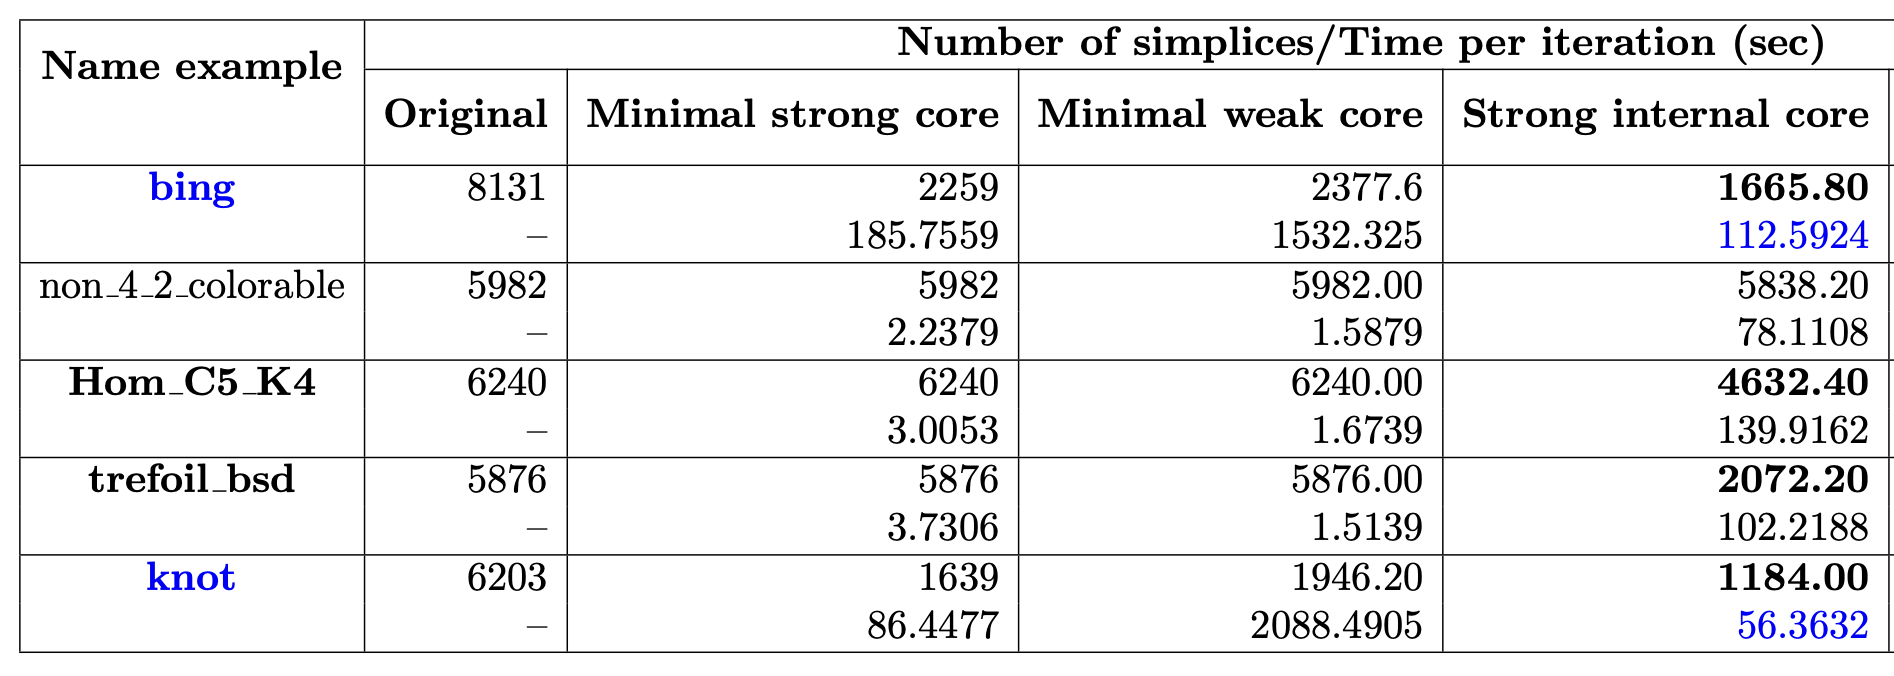 Number of simplices/Time per iteration (sec)
Name example
Original Minimal strong core Minimal weak core Strong internal core
bing 8131 2259 2377.6 1665.80
– 185.7559 1532.325 112.5924
non_4_2_colorable 5982 5982 5982.00 5838.20
– 2.2379 1.5879 78.1108
Hom_C5_K4 6240 6240 6240.00 4632.40
– 3.0053 1.6739 139.9162
trefoil_bsd 5876 5876 5876.00 2072.20
– 3.7306 1.5139 102.2188
knot 6203 1639 1946.20 1184.00
– 86.4477 2088.4905 56.3632